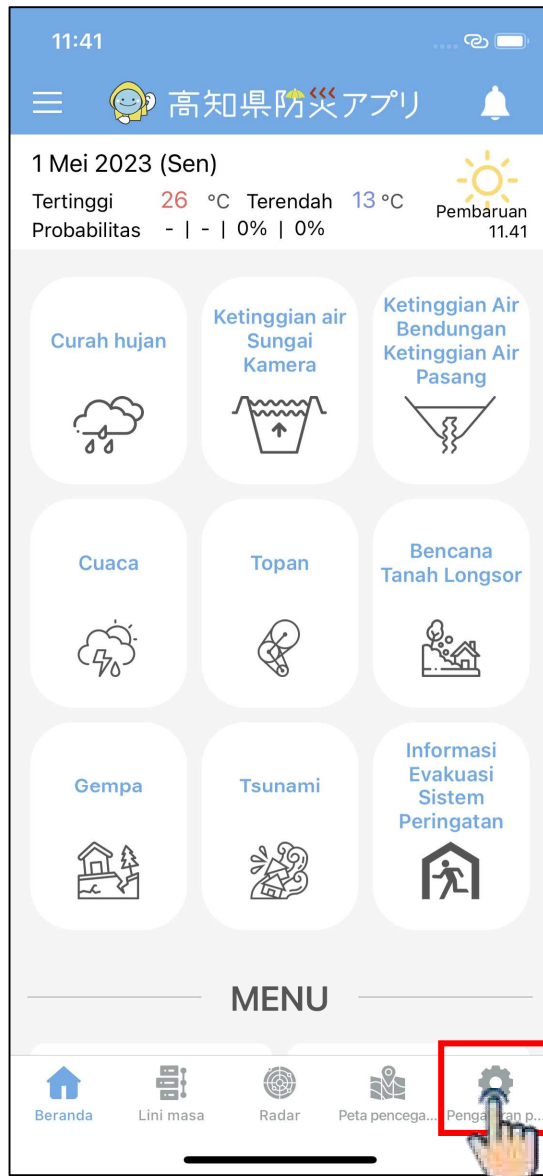 11:41
高知県防災アプリ
1 Mei 2023 (Sen)
Tertinggi 26 °C Terendah 13 °C
Probabilitas - | - | 0% | 0%
Pembaruan
11.41
Curah hujan
Ketinggian air
Sungai
Kamera
Ketinggian Air
Bendungan
Ketinggian Air
Pasang
Cuaca
Topan
Bencana
Tanah Longsor
Gempa
Tsunami
Informasi
Evakuasi
Sistem
Peringatan
MENU
Beranda
Lini masa
Radar
Peta pencega...
p...